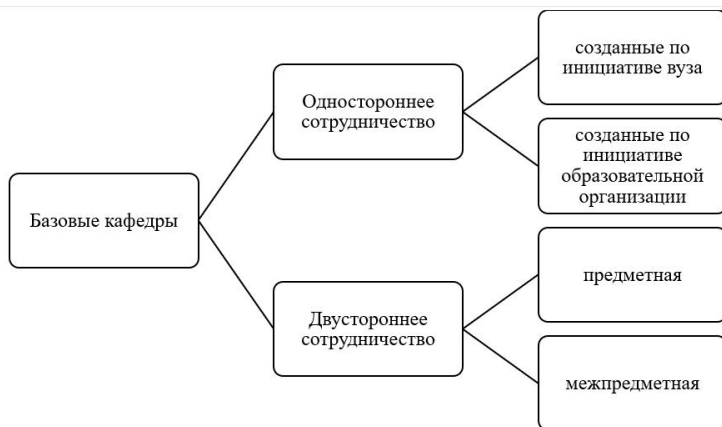 Базовые кафедры
Одностороннее
сотрудничество
созданные по
инициативе вуза
созданные по
инициативе
образовательной
организации
Двустороннее
сотрудничество
предметная
межпредметная